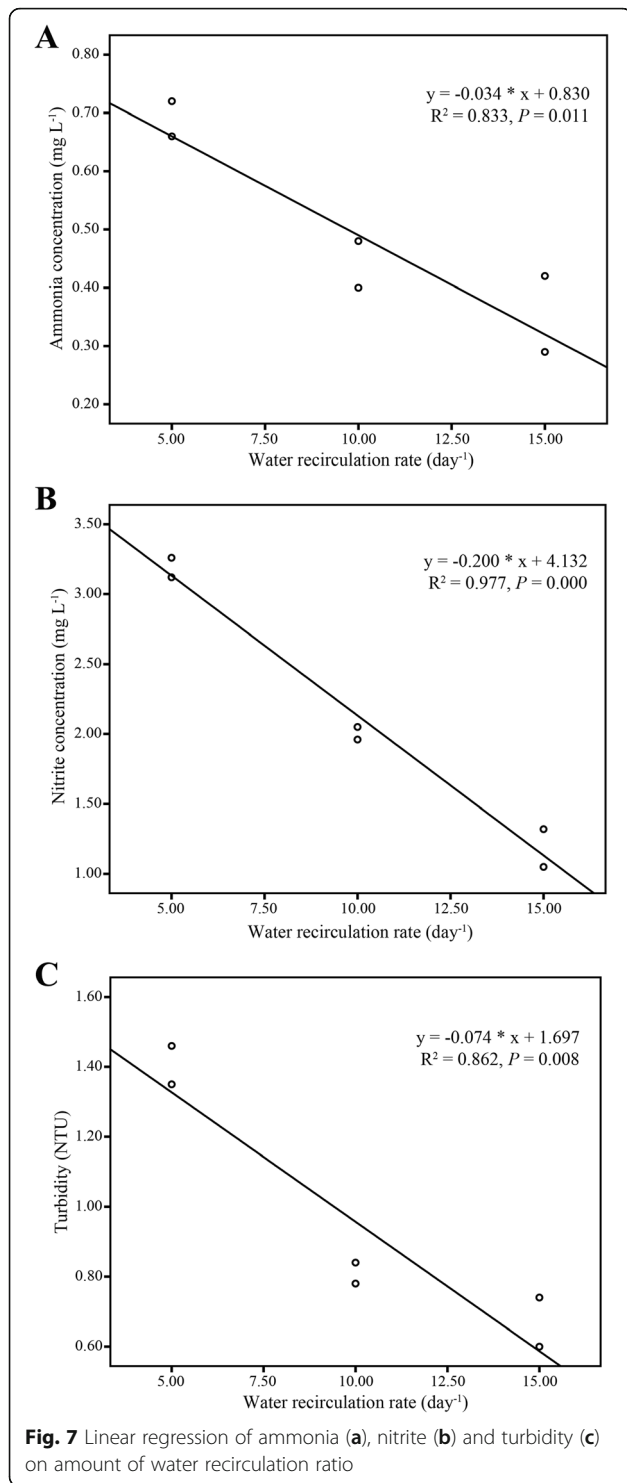 A
y = -0.034 * x + 0.830
R² = 0.833, P = 0.011
Ammonia concentration (mg L⁻¹)
0.80
0.70
0.60
0.50
0.40
0.30
0.20
5.00 7.50 10.00 12.50 15.00
Water recirculation rate (day⁻¹)
B
y = -0.200 * x + 4.132
R² = 0.977, P = 0.000
Nitrite concentration (mg L⁻¹)
3.50
3.00
2.50
2.00
1.50
1.00
5.00 7.50 10.00 12.50 15.00
Water recirculation rate (day⁻¹)
C
y = -0.074 * x + 1.697
R² = 0.862, P = 0.008
Turbidity (NTU)
1.60
1.40
1.20
1.00
0.80
0.60
5.00 7.50 10.00 12.50 15.00
Water recirculation rate (day⁻¹)
Fig. 7 Linear regression of ammonia (a), nitrite (b) and turbidity (c)
on amount of water recirculation ratio